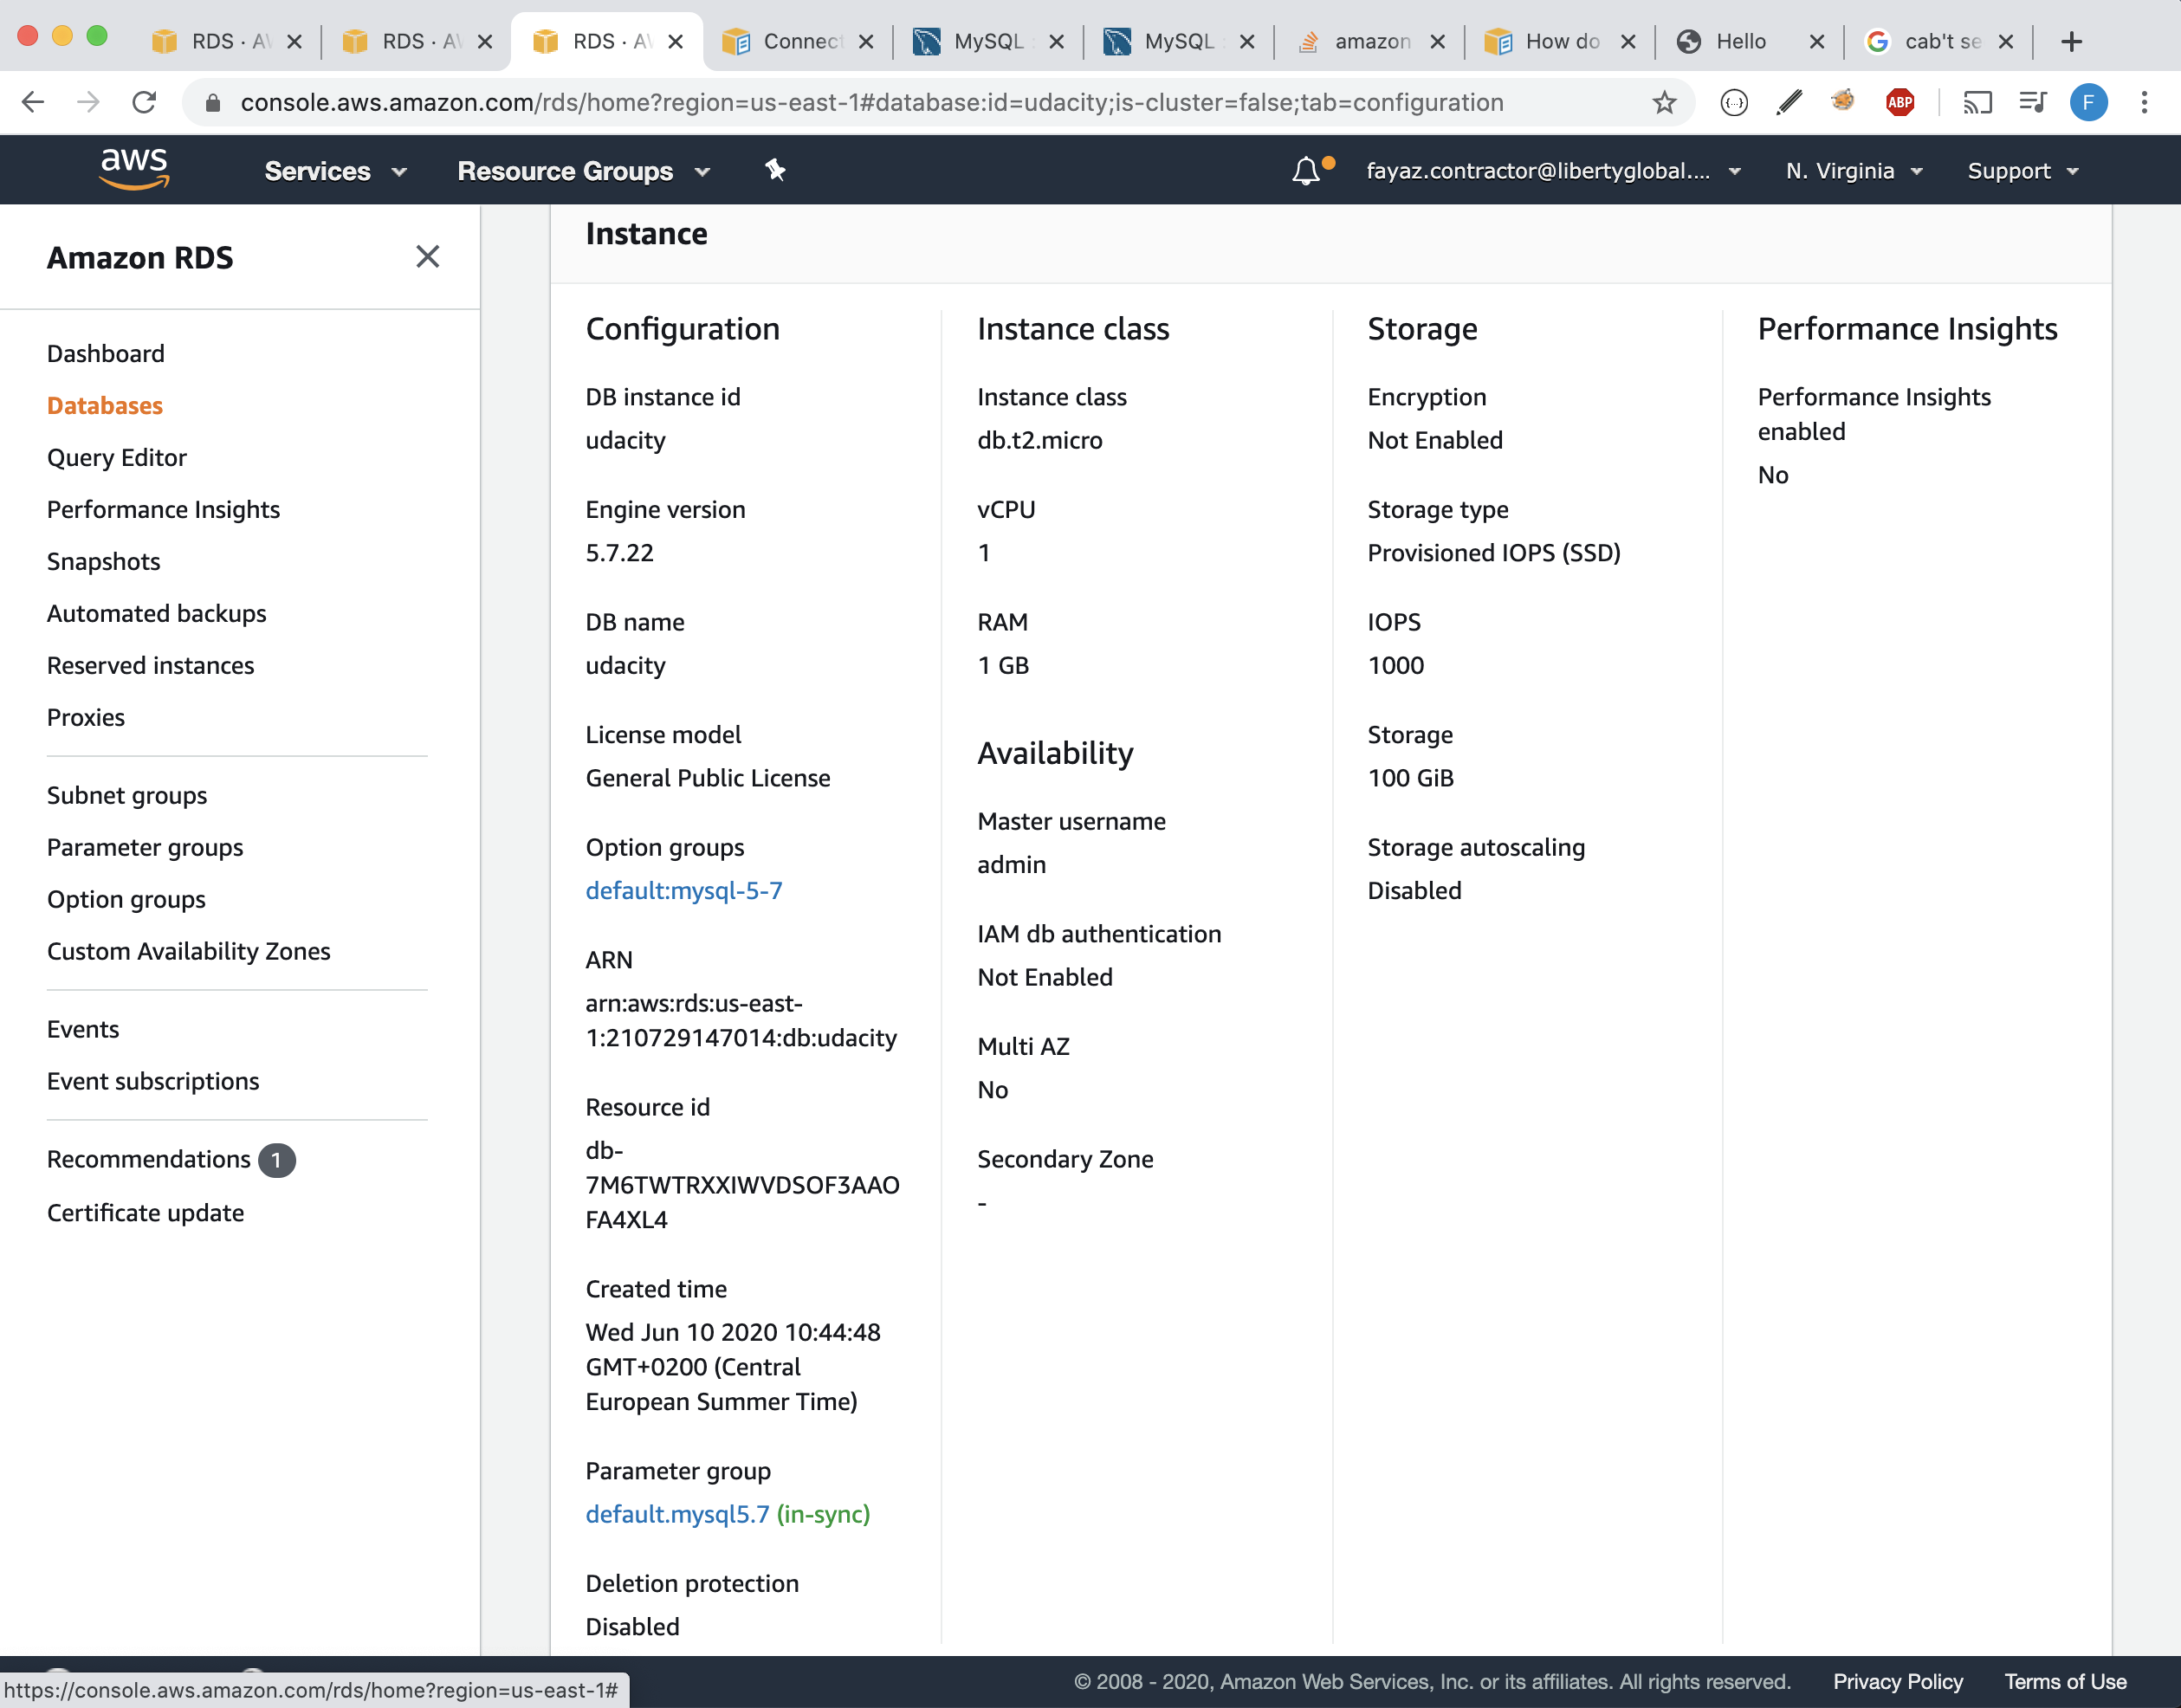 RDS · AV
RDS · AV
RDS · AV
Connect
MySQL :
MySQL :
amazon
How do
Hello
cab't se
console.aws.amazon.com/rds/home?region=us-east-1#database:id=udacity;is-cluster=false;tab=configuration
ABP
F
aws
Services
Resource Groups
fayaz.contractor@libertyglobal....
N. Virginia
Support
Amazon RDS
Dashboard
Databases
Query Editor
Performance Insights
Snapshots
Automated backups
Reserved instances
Proxies
Subnet groups
Parameter groups
Option groups
Custom Availability Zones
Events
Event subscriptions
Recommendations 1
Certificate update
Instance
Configuration
DB instance id
udacity
Engine version
5.7.22
DB name
udacity
License model
General Public License
Option groups
default:mysql-5-7
ARN
arn:aws:rds:us-east-
1:210729147014:db:udacity
Resource id
db-
7M6TWTRXXIWVDSOF3AAO
FA4XL4
Created time
Wed Jun 10 2020 10:44:48
GMT+0200 (Central
European Summer Time)
Parameter group
default.mysql5.7 (in-sync)
Deletion protection
Disabled
Instance class
Instance class
db.t2.micro
vCPU
1
RAM
1 GB
Availability
Master username
admin
IAM db authentication
Not Enabled
Multi AZ
No
Secondary Zone
-
Storage
Encryption
Not Enabled
Storage type
Provisioned IOPS (SSD)
IOPS
1000
Storage
100 GiB
Storage autoscaling
Disabled
Performance Insights
Performance Insights
enabled
No
https://console.aws.amazon.com/rds/home?region=us-east-1#
© 2008 - 2020, Amazon Web Services, Inc. or its affiliates. All rights reserved.
Privacy Policy
Terms of Use